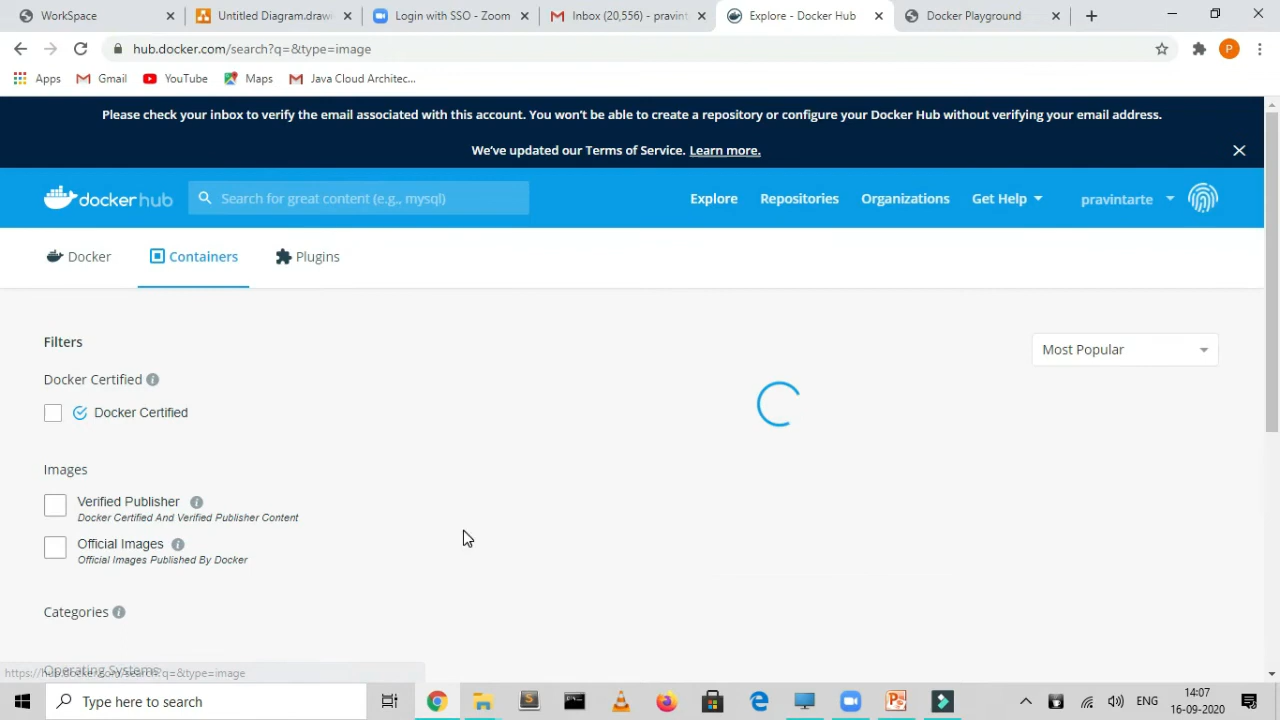 WorkSpace
Untitled Diagram.draw
Login with SSO - Zoom
Inbox (20,556) - pravint
Explore - Docker Hub
Docker Playground
hub.docker.com/search?q=&type=image
P
Apps
Gmail
YouTube
Maps
Java Cloud Architec...
Please check your inbox to verify the email associated with this account. You won't be able to create a repository or configure your Docker Hub without verifying your email address.
We've updated our Terms of Service. Learn more.
dockerhub
Search for great content (e.g., mysql)
Explore
Repositories
Organizations
Get Help
pravintarte
Docker
Containers
Plugins
Filters
Most Popular
Docker Certified
Docker Certified
Images
Verified Publisher
Docker Certified And Verified Publisher Content
Official Images
Official Images Published By Docker
Categories
Operating Systems
https://hub.docker.com/search?q=&type=image
Type here to search
ENG
14:07
16-09-2020